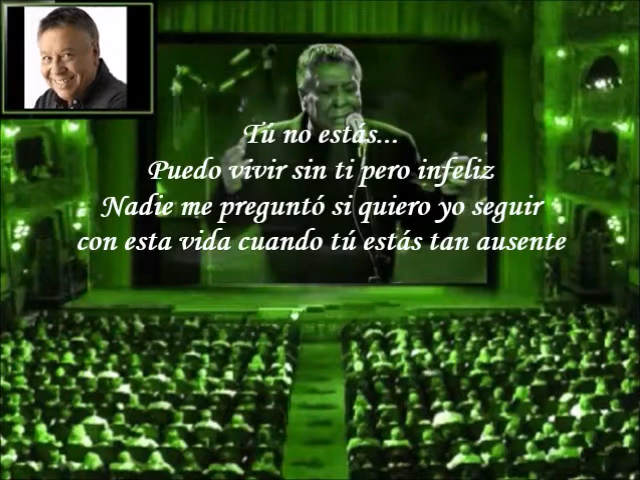 Tú no estás...
Puedo vivir sin ti pero infeliz
Nadie me preguntó si quiero yo seguir
con esta vida cuando tú estás tan ausente